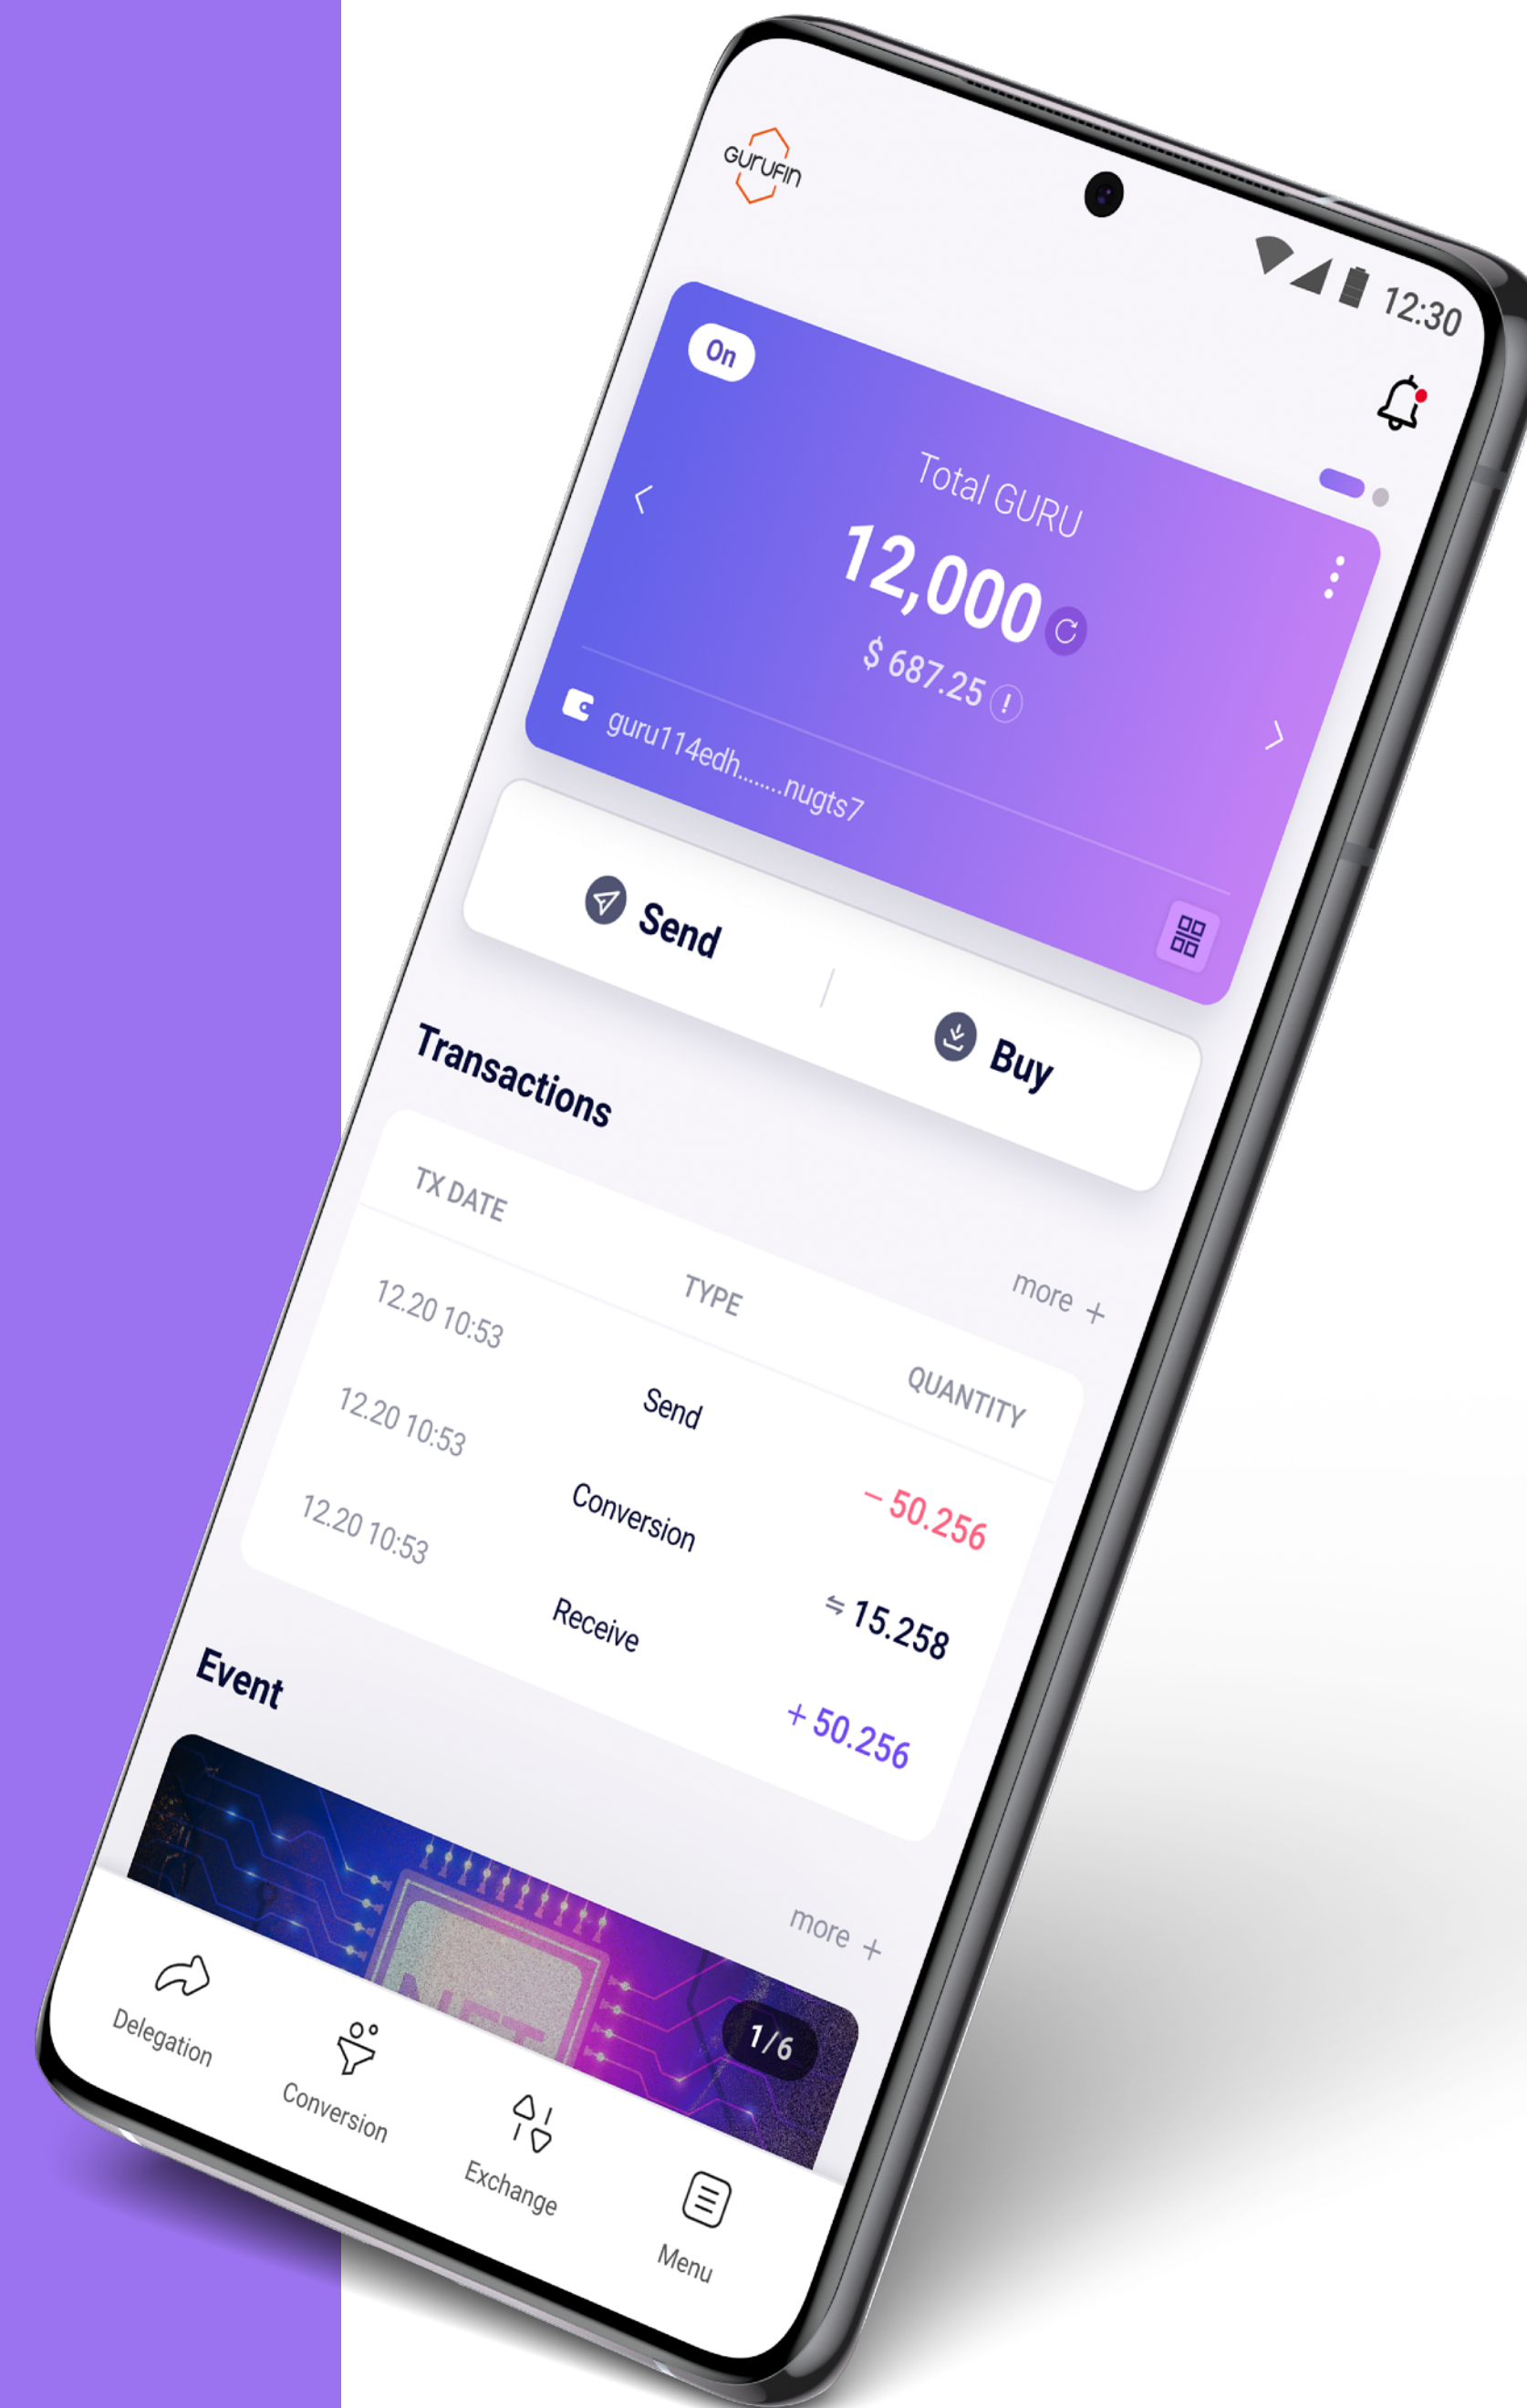 GURUFIN
12:30
On
Total GURU
12,000
$ 687.25
guru114edh........nugts7
Send
Buy
Transactions
more +
TX DATE TYPE QUANTITY
12.20 10:53 Send − 50.256
12.20 10:53 Conversion ⇋ 15.258
12.20 10:53 Receive + 50.256
Event
more +
NFT
1/6
Delegation
Conversion
Exchange
Menu